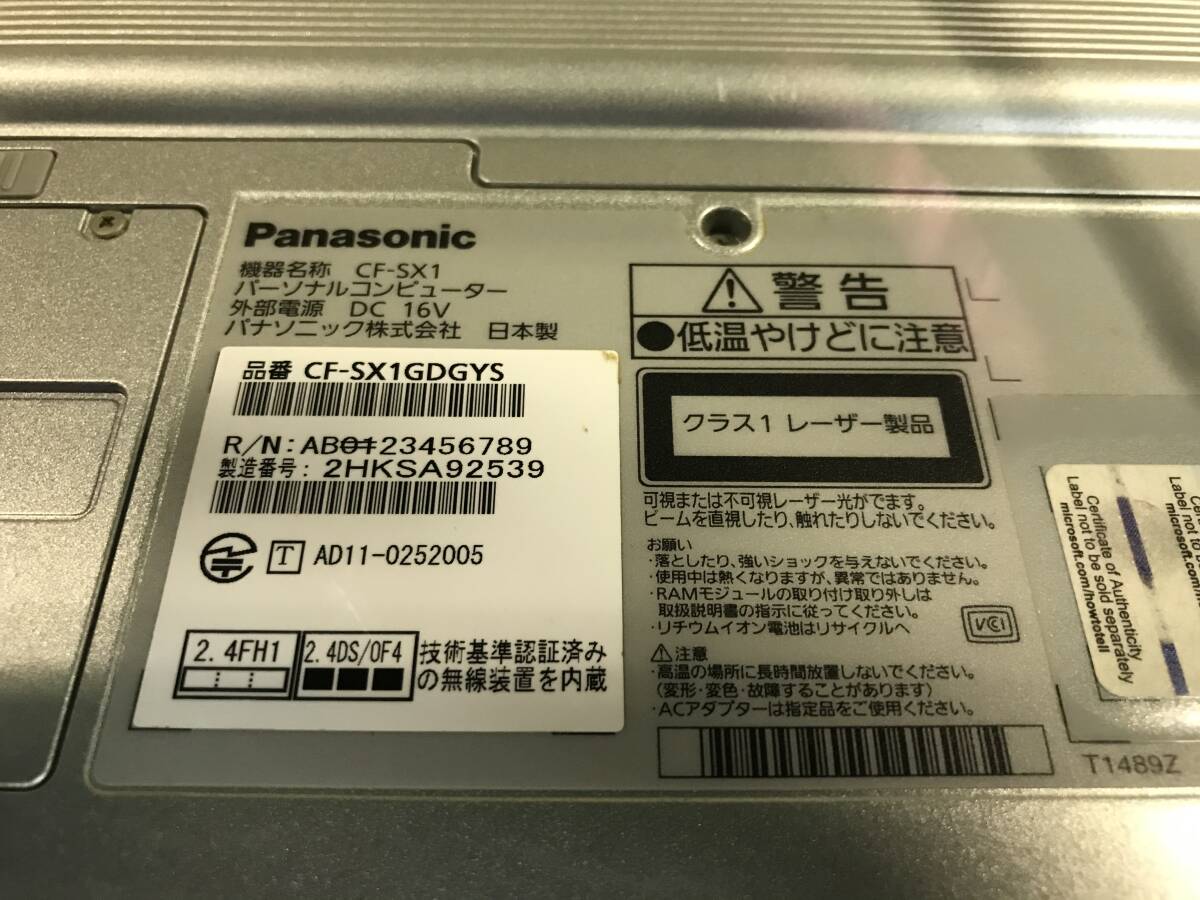 Panasonic
機器名称 CF-SX1
パーソナルコンピューター
外部電源 DC 16V
パナソニック株式会社 日本製
品番 CF-SX1GDGYS
R/N: AB0123456789
製造番号: 2HKSA92539
T AD11-0252005
2.4FH1
2.4DS/OF4
技術基準認証済み
の無線装置を内蔵
警告
●低温やけどに注意
クラス1 レーザー製品
可視または不可視レーザー光がでます。
ビームを直視したり、触れたりしないでください。
お願い
・落としたり、強いショックを与えないでください。
・使用中は熱くなりますが、異常ではありません。
・RAMモジュールの取り付け取り外しは
取扱説明書の指示に従ってください。
・リチウムイオン電池はリサイクルへ
VCI
注意
・高温の場所に長時間放置しないでください。
(変形・変色・故障することがあります)
・ACアダプターは指定品をご使用ください。
T1489Z
Certificate of Authenticity
Label not to be sold separately
microsoft.com/howtotell